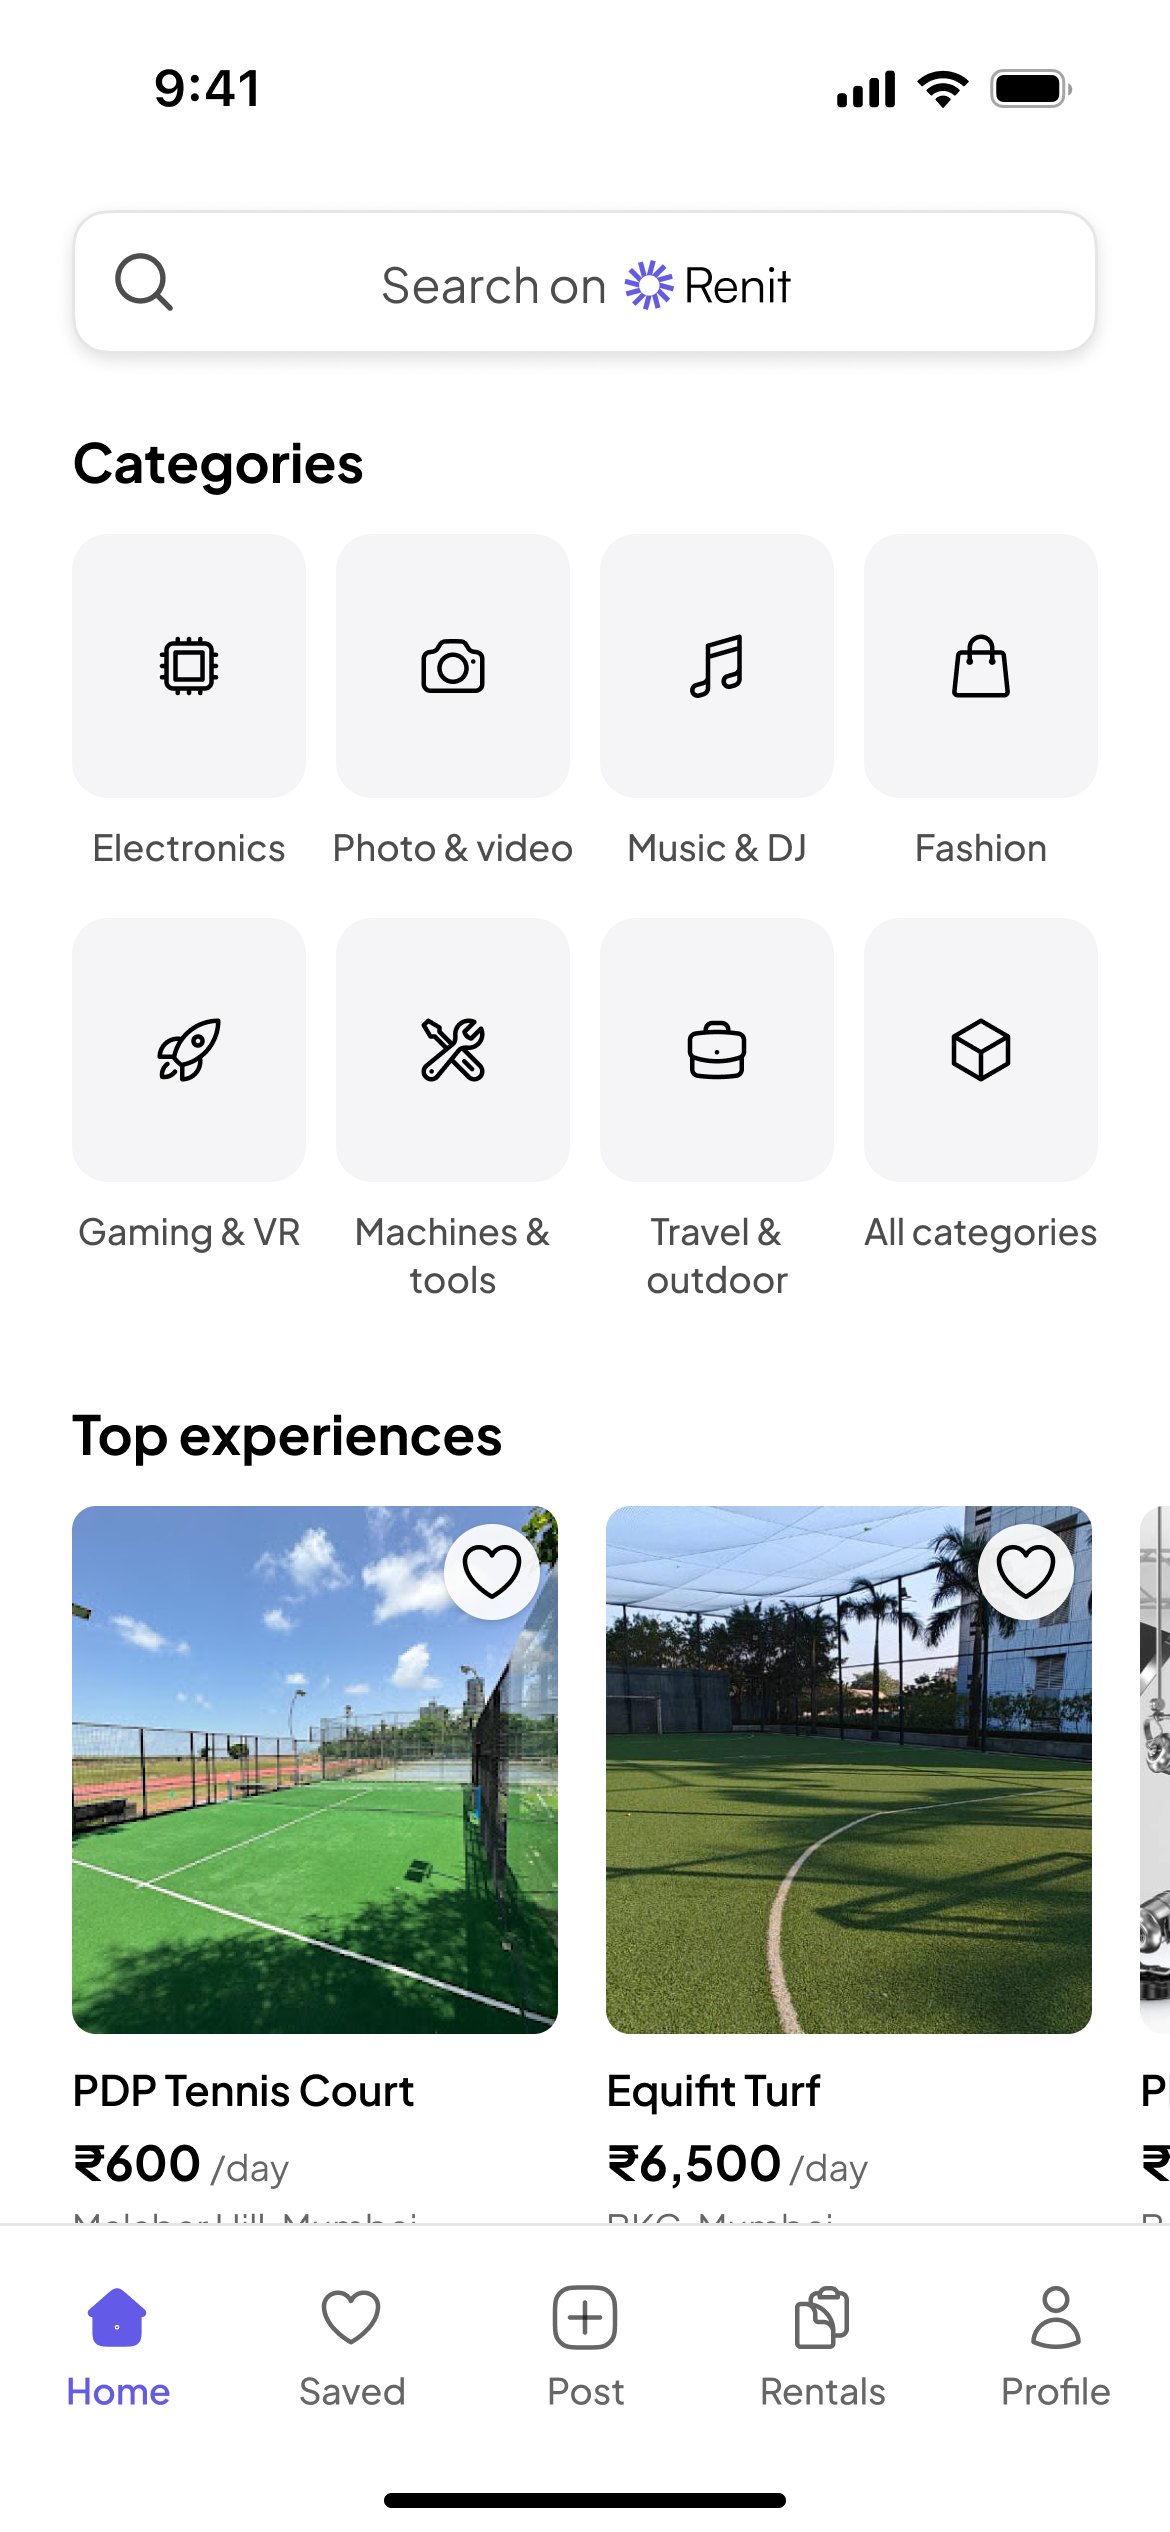 9:41
Search on Renit
Categories
Electronics
Photo & video
Music & DJ
Fashion
Gaming & VR
Machines &
tools
Travel &
outdoor
All categories
Top experiences
PDP Tennis Court
₹600 /day
Equifit Turf
₹6,500 /day
Home
Saved
Post
Rentals
Profile